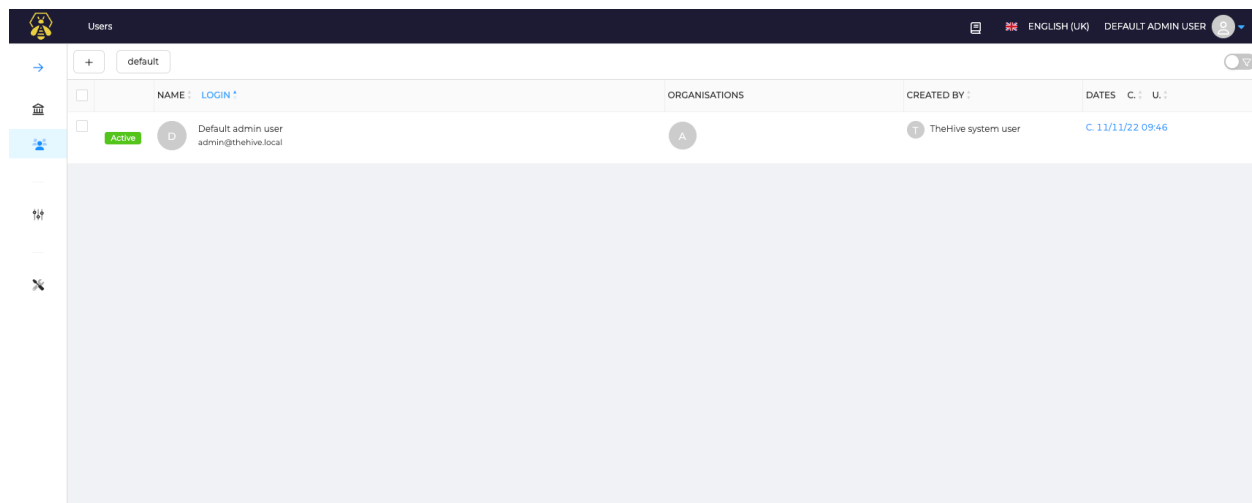 Users
ENGLISH (UK) DEFAULT ADMIN USER
+ default
NAME LOGIN ORGANISATIONS CREATED BY DATES C. U.
Active D Default admin user A T TheHive system user C. 11/11/22 09:46
admin@thehive.local